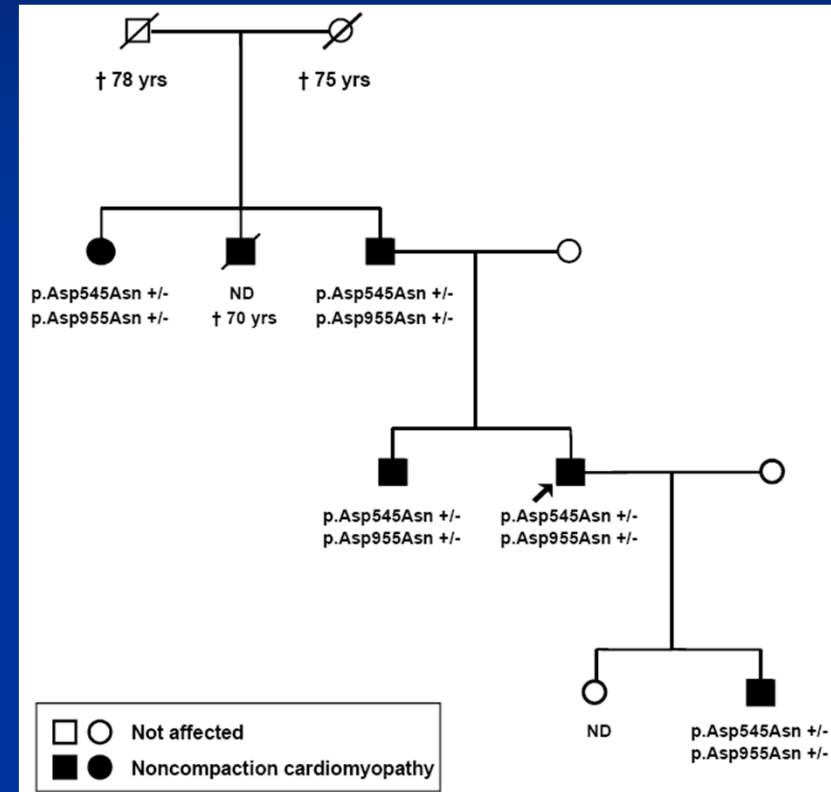 † 78 yrs † 75 yrs
p.Asp545Asn +/- ND p.Asp545Asn +/-
p.Asp955Asn +/- † 70 yrs p.Asp955Asn +/-
p.Asp545Asn +/- p.Asp545Asn +/-
p.Asp955Asn +/- p.Asp955Asn +/-
ND p.Asp545Asn +/-
p.Asp955Asn +/-
Not affected
Noncompaction cardiomyopathy